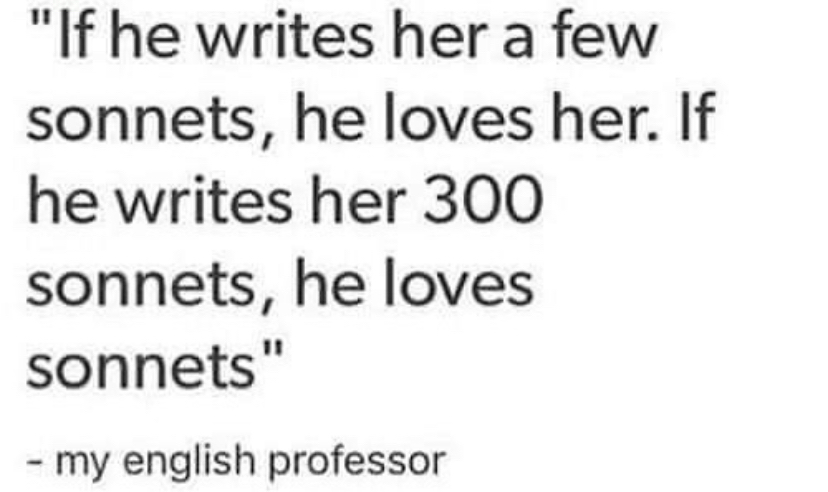 "If he writes her a few
sonnets, he loves her. If
he writes her 300
sonnets, he loves
sonnets"
- my english professor